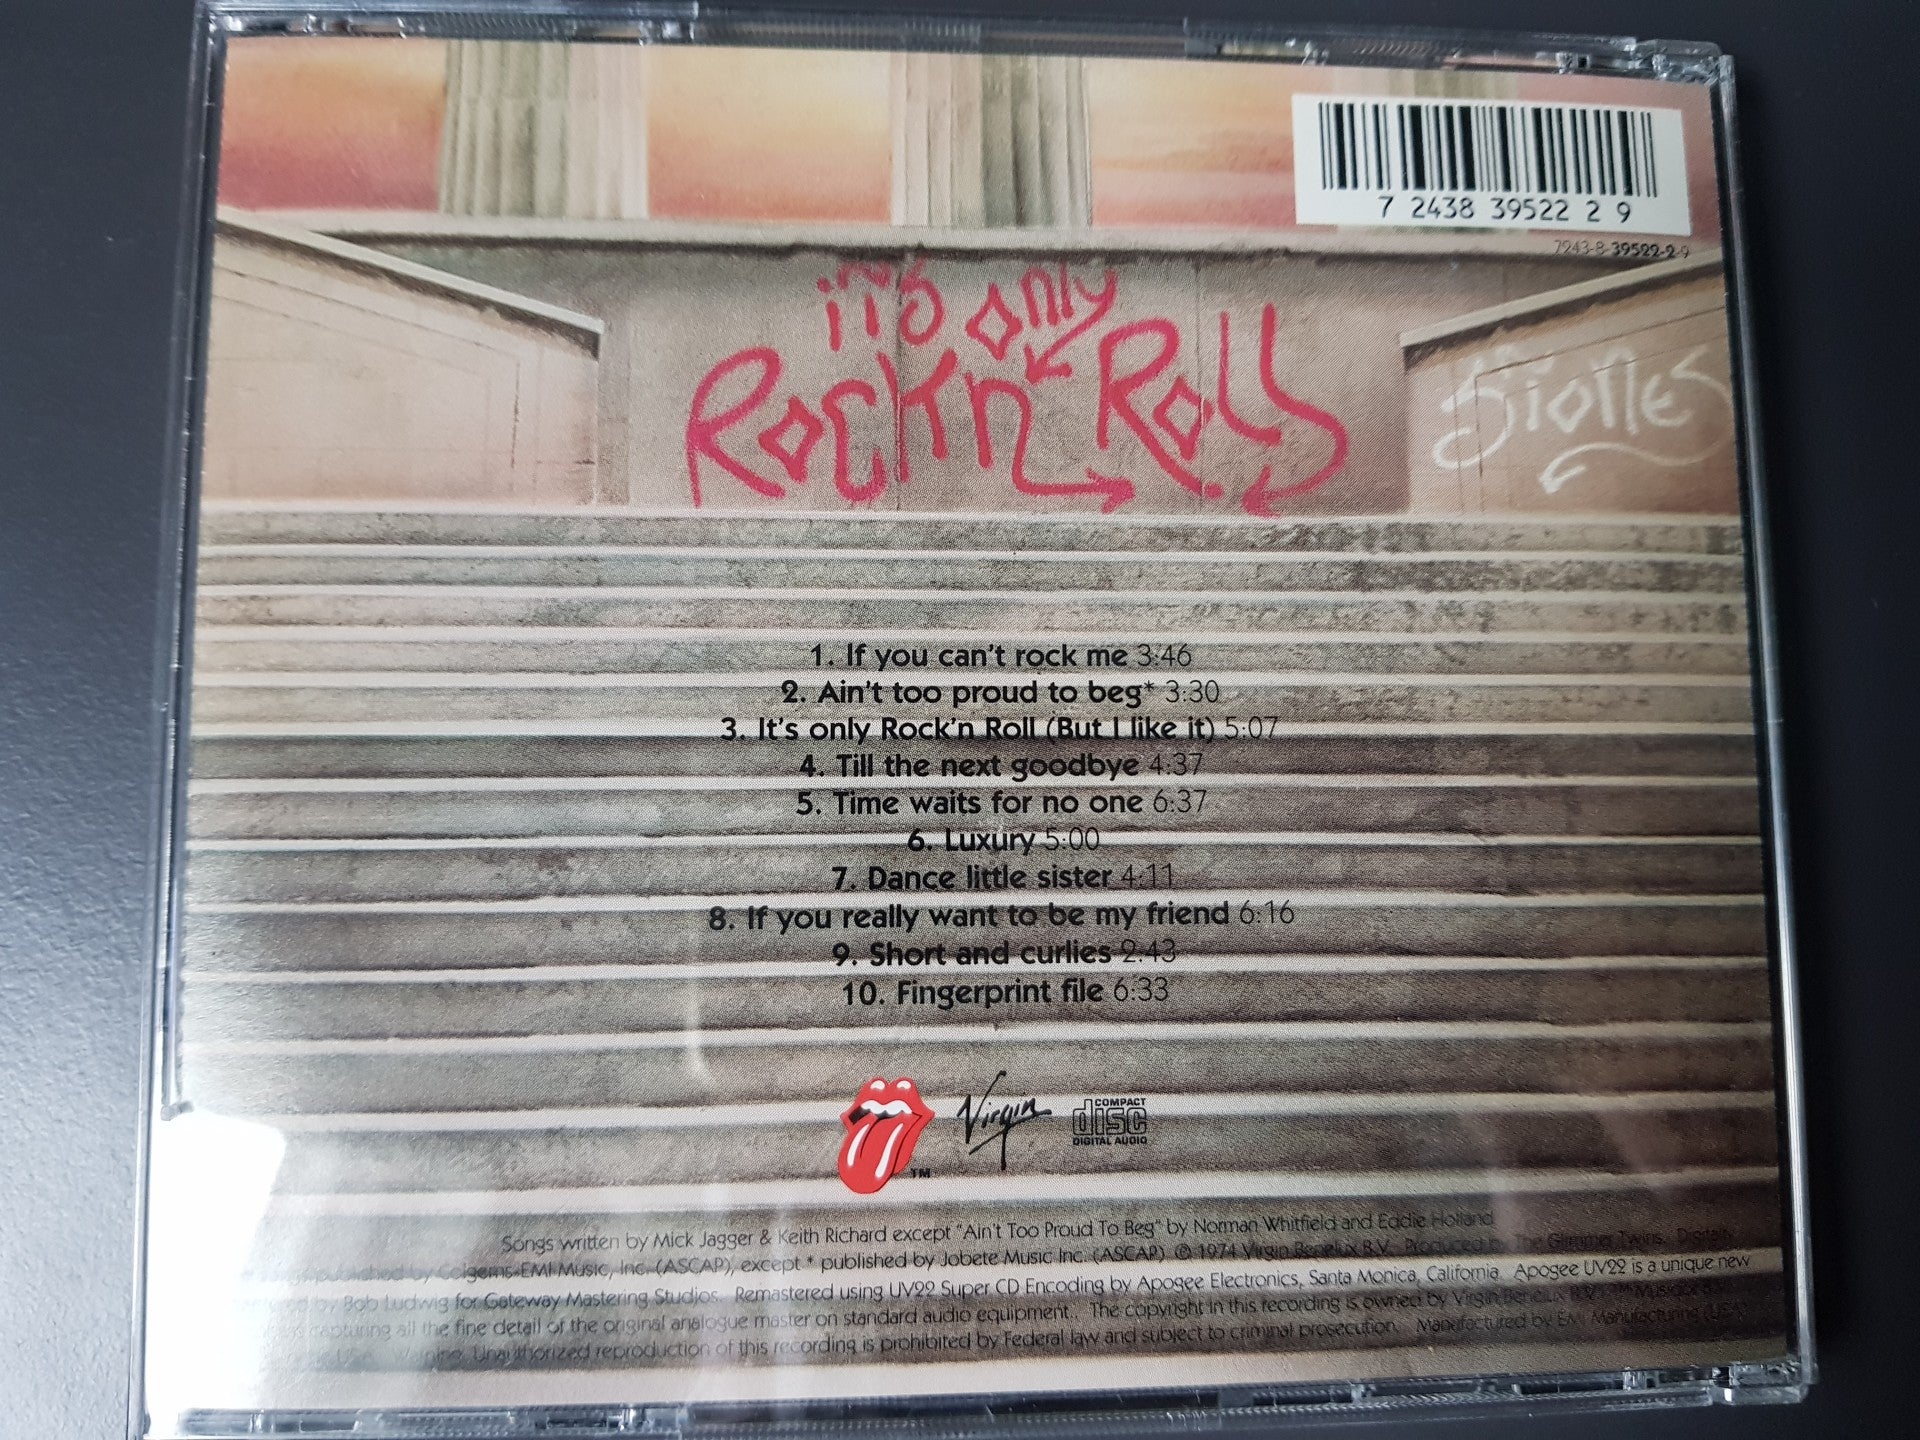 7 2438 39522 2 9
7243-8-39522-2-9
iT's only
Rock'n Roll
Stones
1. If you can't rock me 3:46
2. Ain't too proud to beg* 3:30
3. It's only Rock'n Roll (But I like it) 5:07
4. Till the next goodbye 4:37
5. Time waits for no one 6:37
6. Luxury 5:00
7. Dance little sister 4:11
8. If you really want to be my friend 6:16
9. Short and curlies 2:43
10. Fingerprint file 6:33
TM
Virgin
COMPACT
disc
DIGITAL AUDIO
Songs written by Mick Jagger & Keith Richard except "Ain't Too Proud To Beg" by Norman Whitfield and Eddie Holland
published by Colgems-EMI Music, Inc. (ASCAP), except * published by Jobete Music Inc. (ASCAP) ℗ 1974 Virgin Benelux B.V. Produced by The Glimmer Twins. Digitally
by Bob Ludwig for Gateway Mastering Studios. Remastered using UV22 Super CD Encoding by Apogee Electronics, Santa Monica, California. Apogee UV22 is a unique new
capturing all the fine detail of the original analogue master on standard audio equipment.. The copyright in this recording is owned by Virgin Benelux B.V.
Warning: Unauthorized reproduction of this recording is prohibited by Federal law and subject to criminal prosecution. Manufactured by EMI Manufacturing (USA)